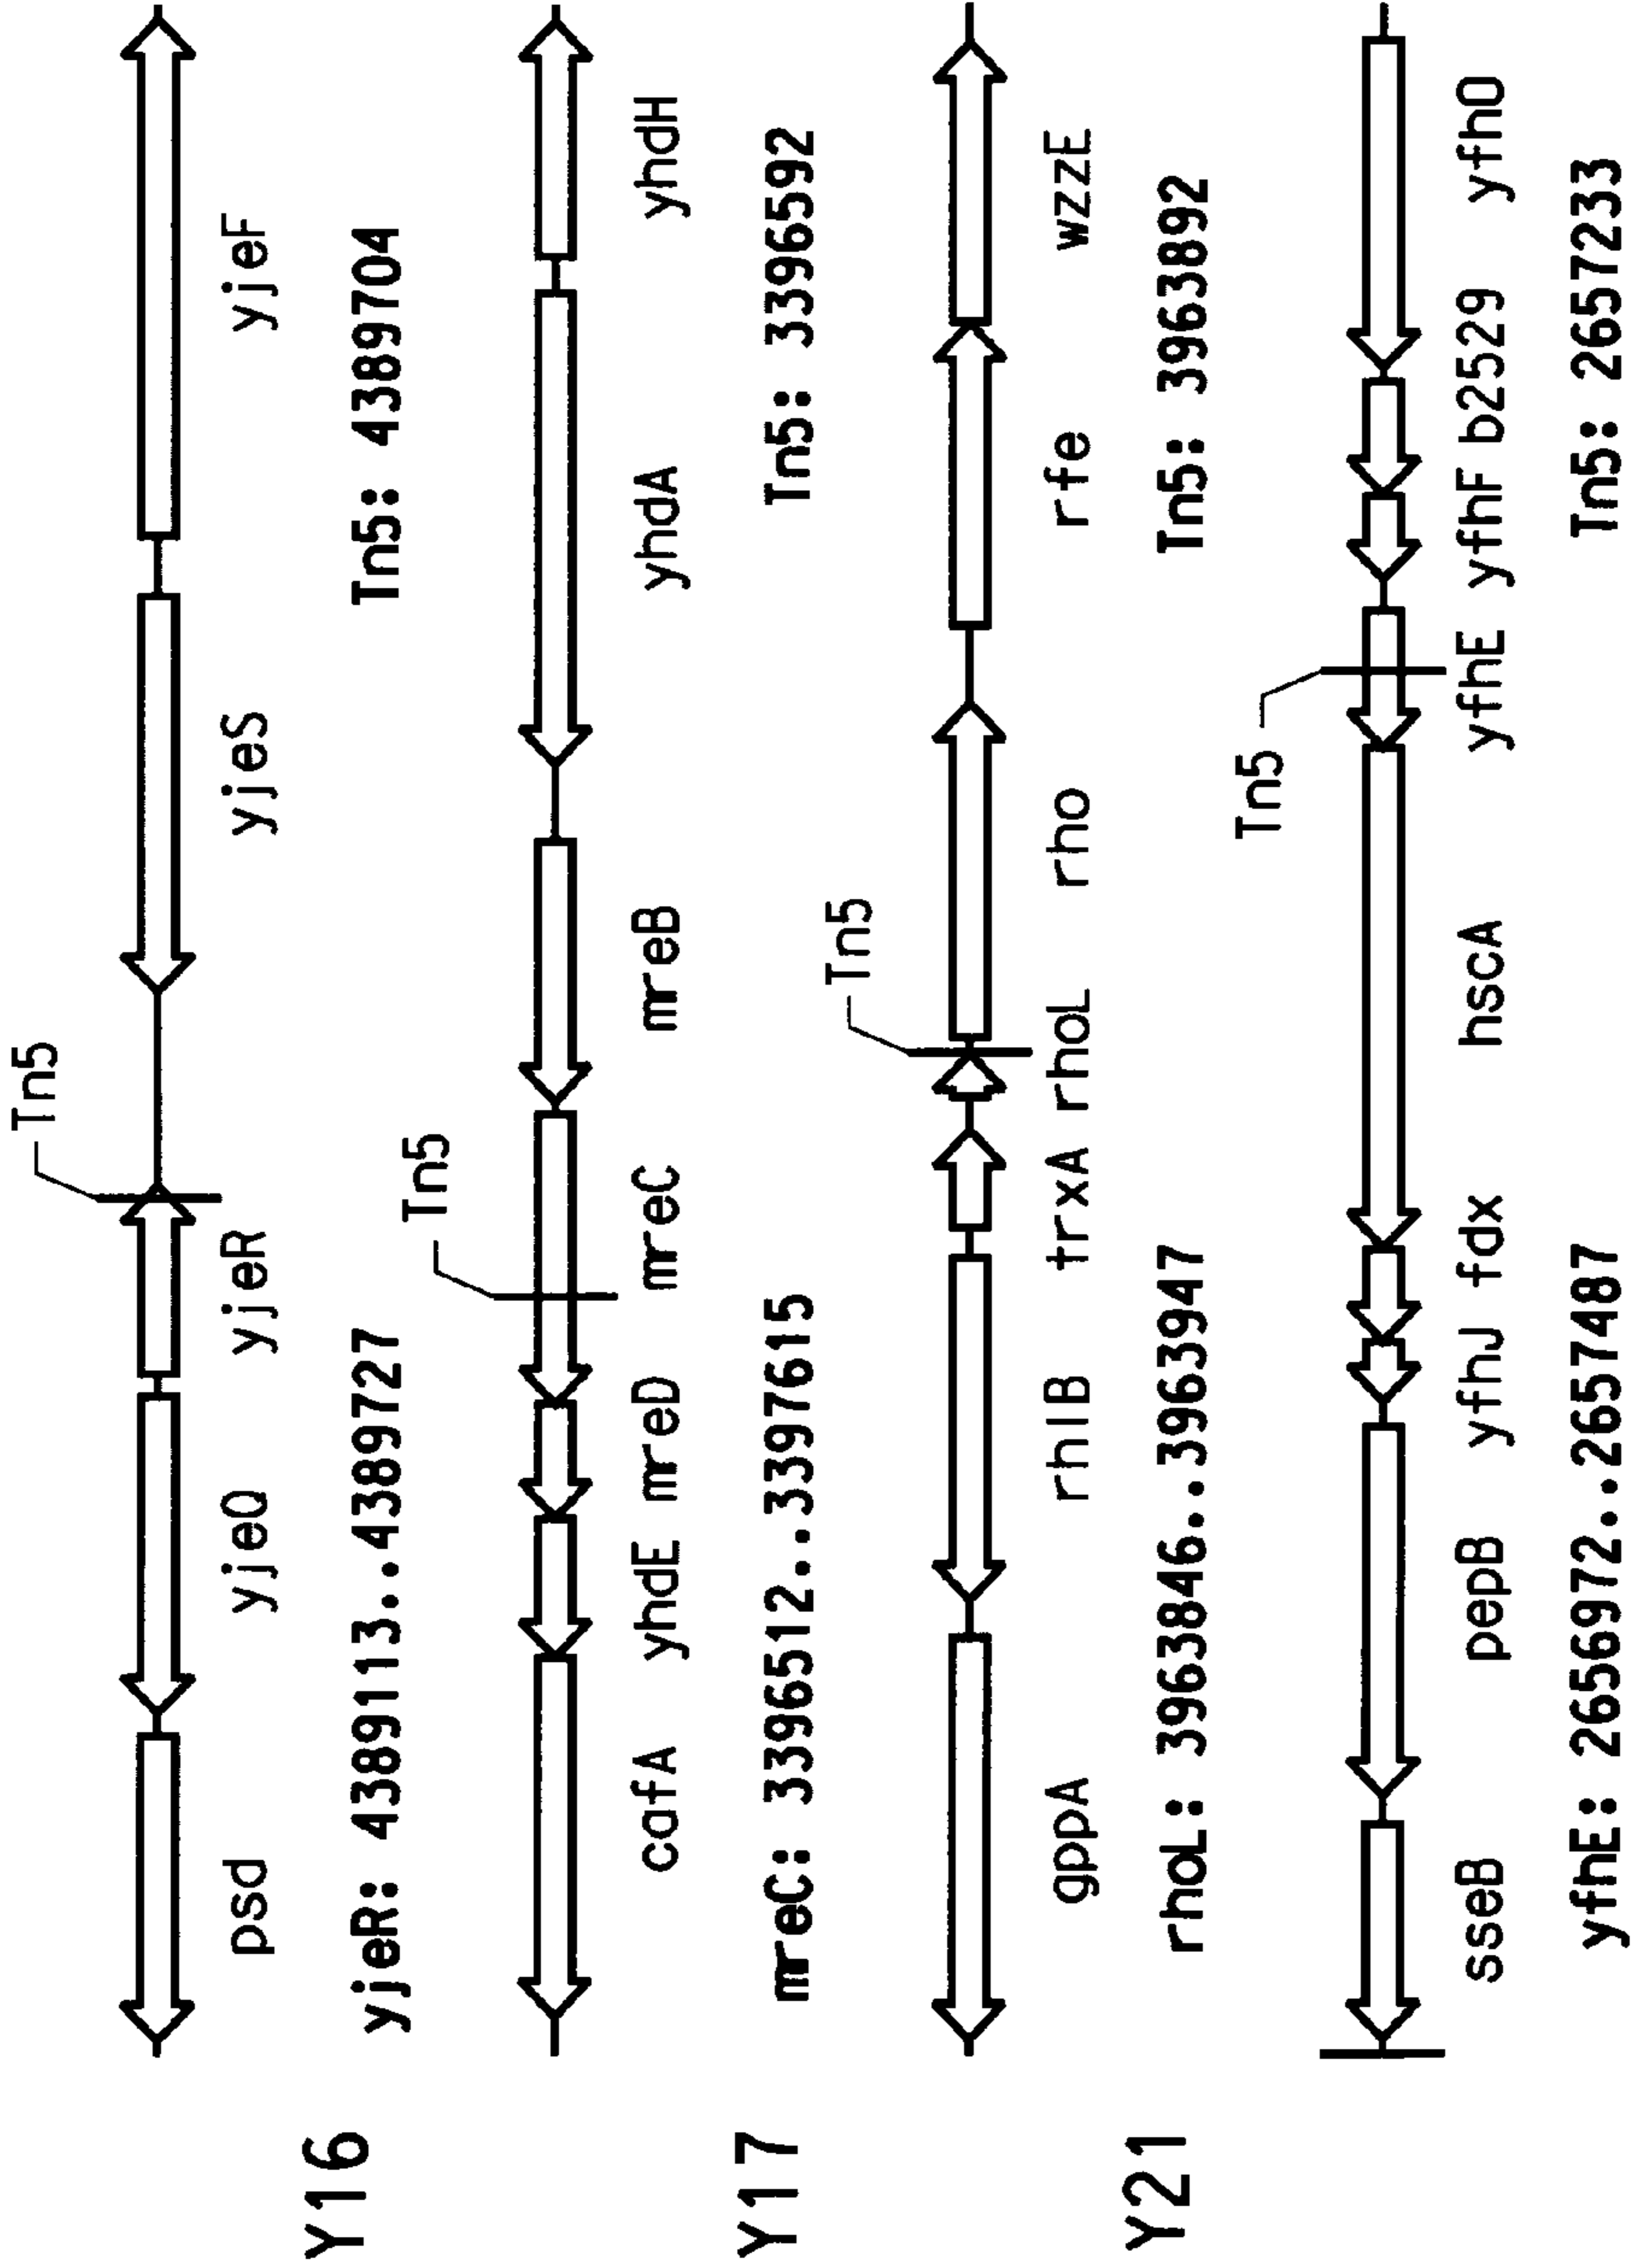 Tn5
psd yjeQ yjeR yjeS yjeF
Y16
yjeR: 4389113..4389727 Tn5: 4389704
Tn5
cafA yhdE mreD mreC mreB yhdA yhdH
Y17
mreC: 3396512..3397615 Tn5: 3396592
Tn5
gppA rhlB trxA rhoL rho rfe wzzE
Y21
rhoL: 3963846..3963947 Tn5: 3963892
Tn5
sseB pepB yfhJ fdx hscA yfhE yfhF b2529 yfhO
yfhE: 2656972..2657487 Tn5: 2657233